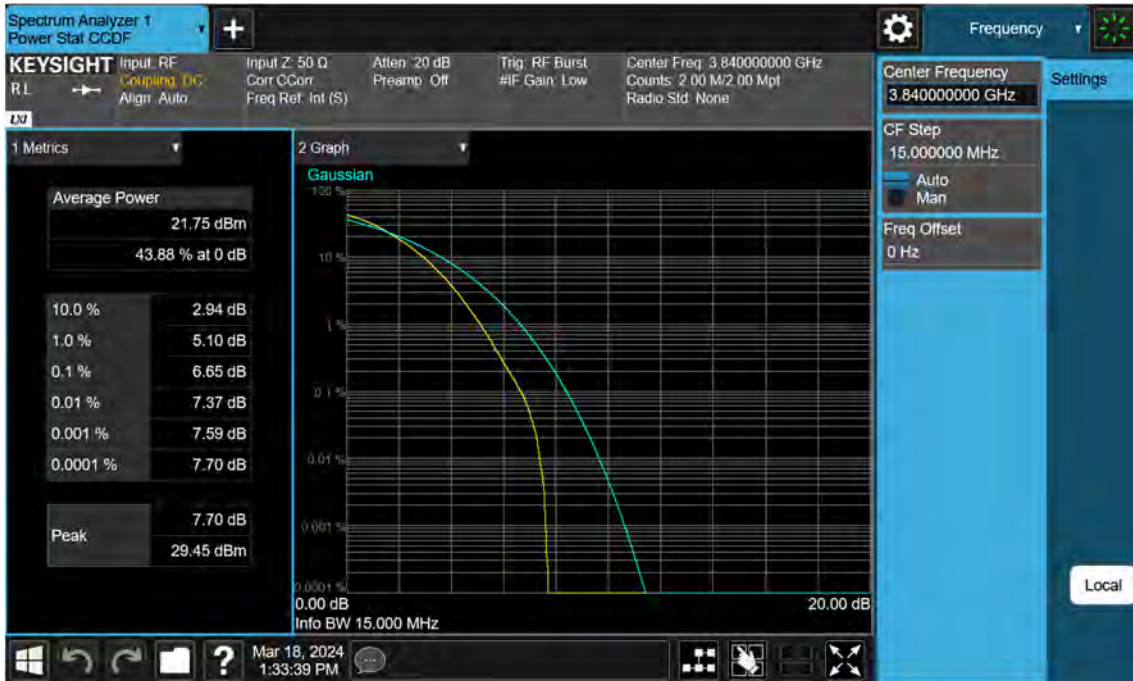 Spectrum Analyzer 1
Power Stat CCDF
Frequency
KEYSIGHT
Input: RF
Input Z: 50 Ω
Atten: 20 dB
Trig: RF Burst
Center Freq: 3.840000000 GHz
RL
Coupling: DC
Corr CCorr
Preamp: Off
#IF Gain: Low
Counts: 2.00 M/2.00 Mpt
Align: Auto
Freq Ref: Int (S)
Radio Std: None
LXI
Center Frequency
3.840000000 GHz
Settings
CF Step
15.000000 MHz
Auto
Man
Freq Offset
0 Hz
1 Metrics
Average Power
21.75 dBm
43.88 % at 0 dB
10.0 % 2.94 dB
1.0 % 5.10 dB
0.1 % 6.65 dB
0.01 % 7.37 dB
0.001 % 7.59 dB
0.0001 % 7.70 dB
Peak
7.70 dB
29.45 dBm
2 Graph
Gaussian
100 %
10 %
1 %
0.1 %
0.01 %
0.001 %
0.0001 %
0.00 dB
20.00 dB
Info BW 15.000 MHz
Local
?
Mar 18, 2024
1:33:39 PM